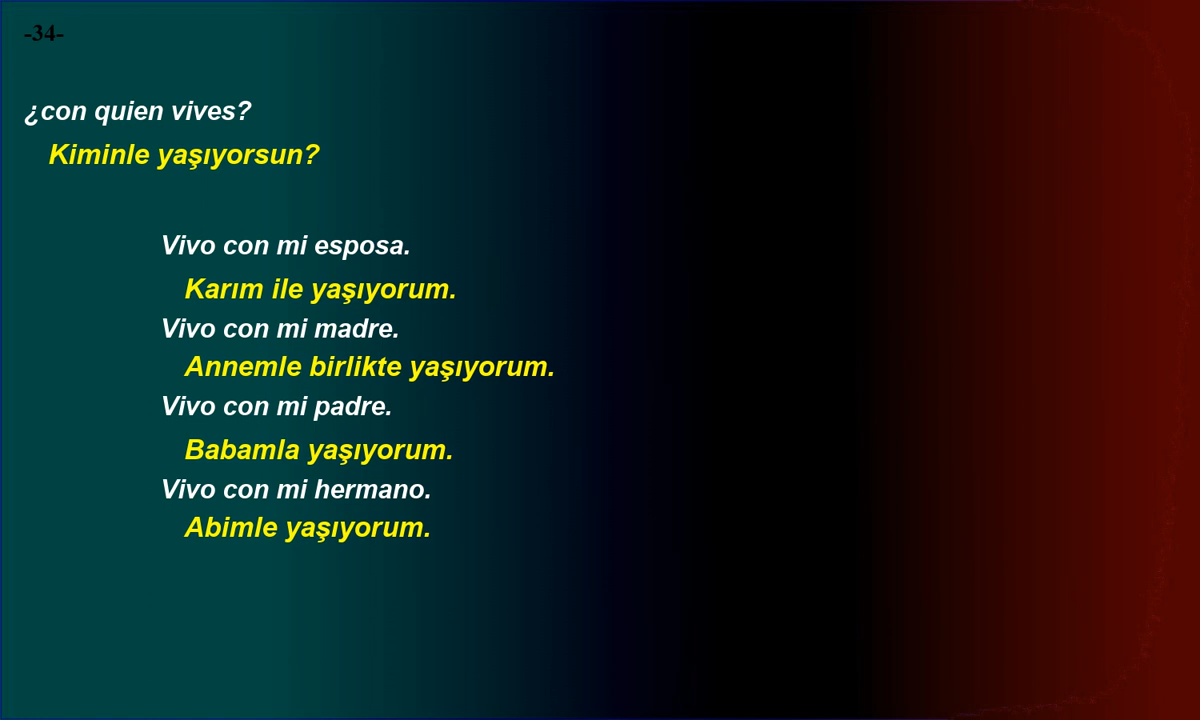 -34-
¿con quien vives?
Kiminle yaşıyorsun?
Vivo con mi esposa.
Karım ile yaşıyorum.
Vivo con mi madre.
Annemle birlikte yaşıyorum.
Vivo con mi padre.
Babamla yaşıyorum.
Vivo con mi hermano.
Abimle yaşıyorum.